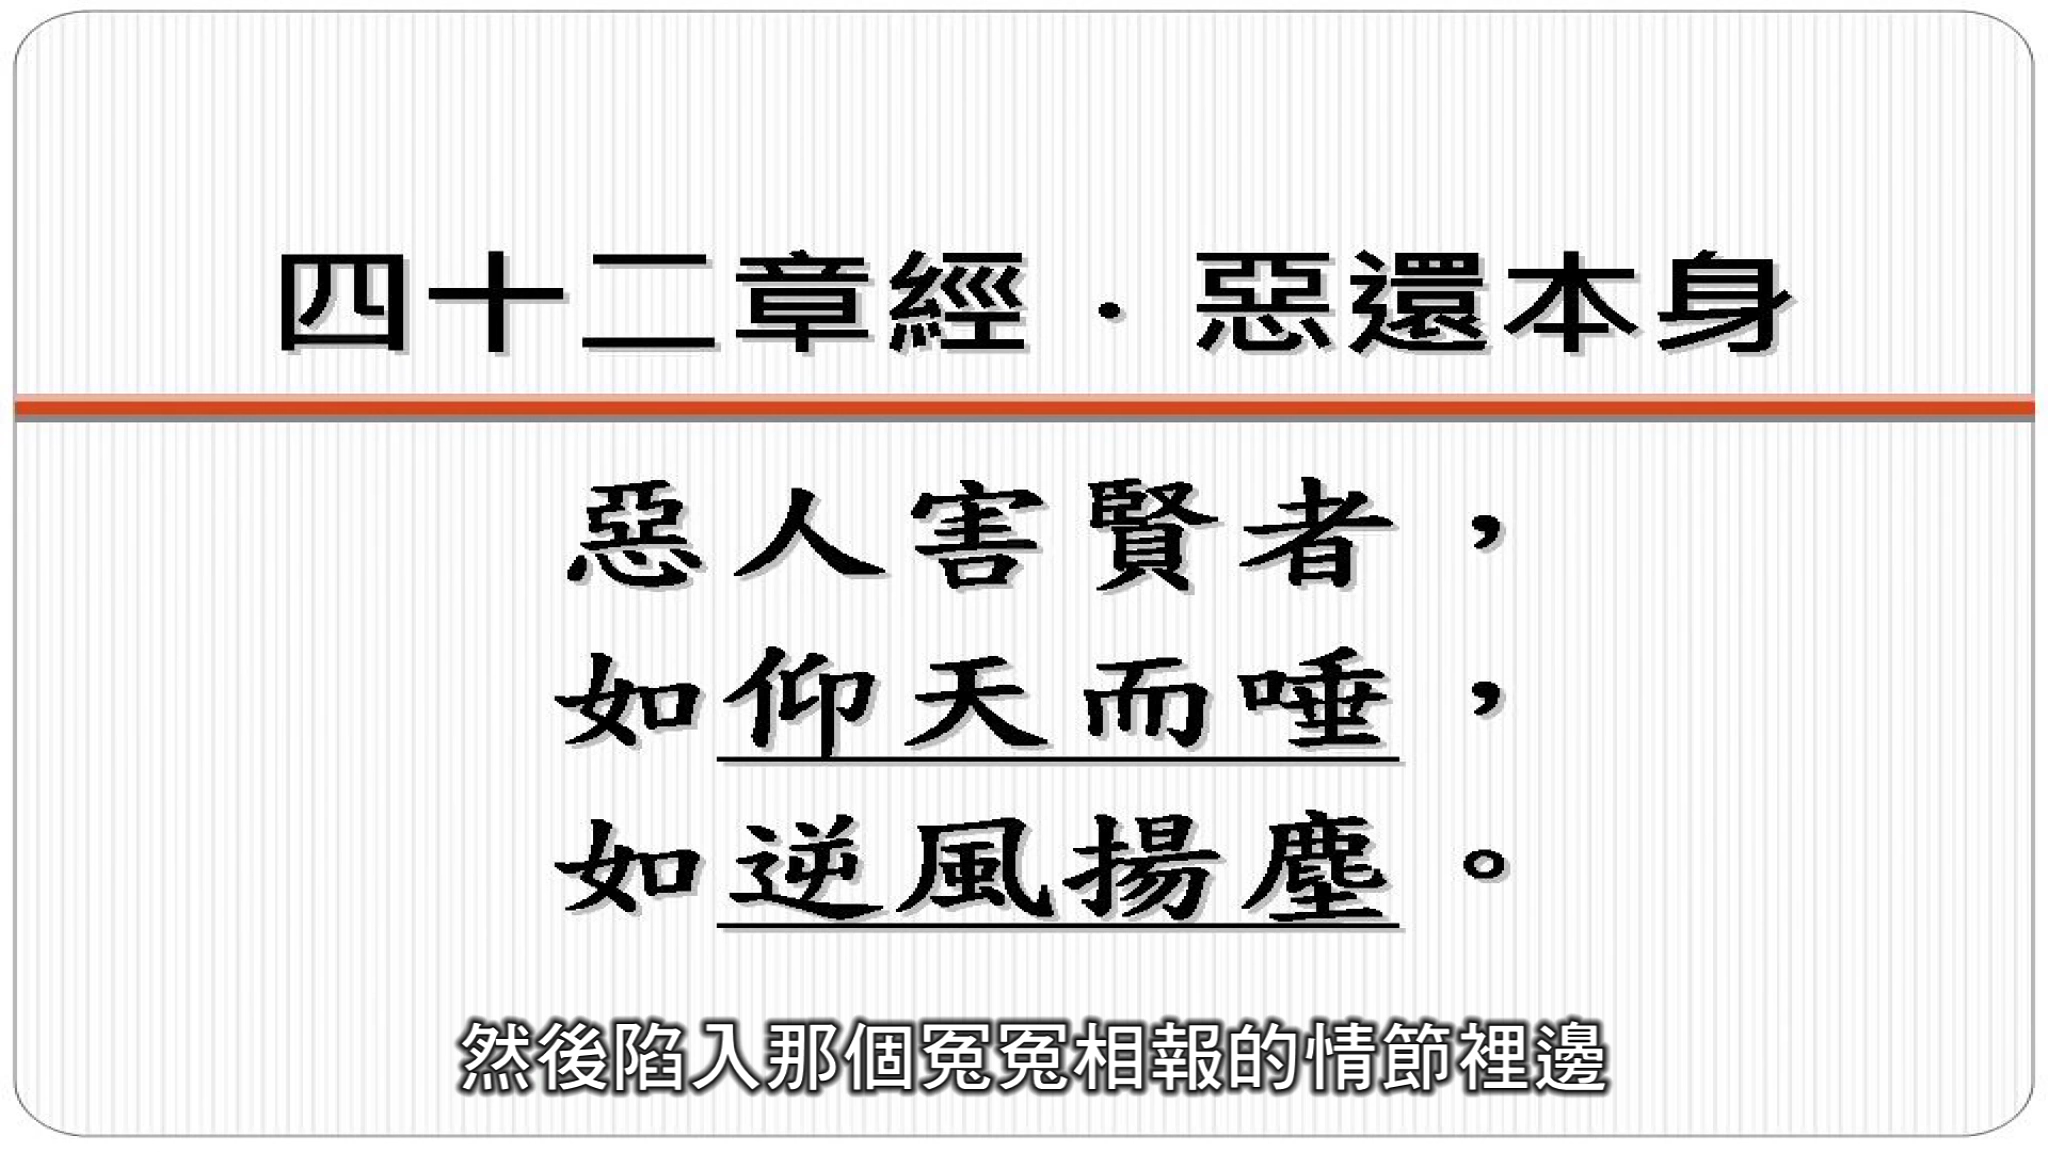 四十二章經．惡還本身
惡人害賢者，
如仰天而唾，
如逆風揚塵。
然後陷入那個冤冤相報的情節裡邊